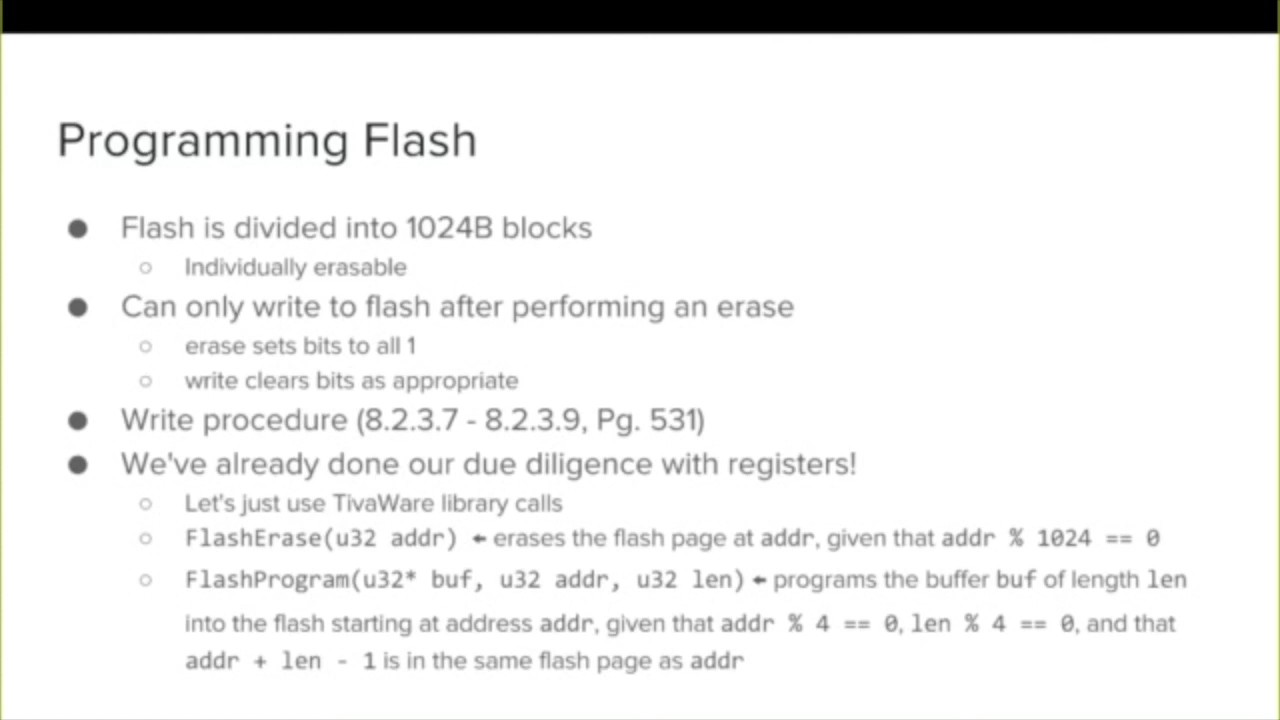 Programming Flash
● Flash is divided into 1024B blocks
○ Individually erasable
● Can only write to flash after performing an erase
○ erase sets bits to all 1
○ write clears bits as appropriate
● Write procedure (8.2.3.7 - 8.2.3.9, Pg. 531)
● We've already done our due diligence with registers!
○ Let's just use TivaWare library calls
○ FlashErase(u32 addr) ← erases the flash page at addr, given that addr % 1024 == 0
○ FlashProgram(u32* buf, u32 addr, u32 len) ← programs the buffer buf of length len
into the flash starting at address addr, given that addr % 4 == 0, len % 4 == 0, and that
addr + len - 1 is in the same flash page as addr